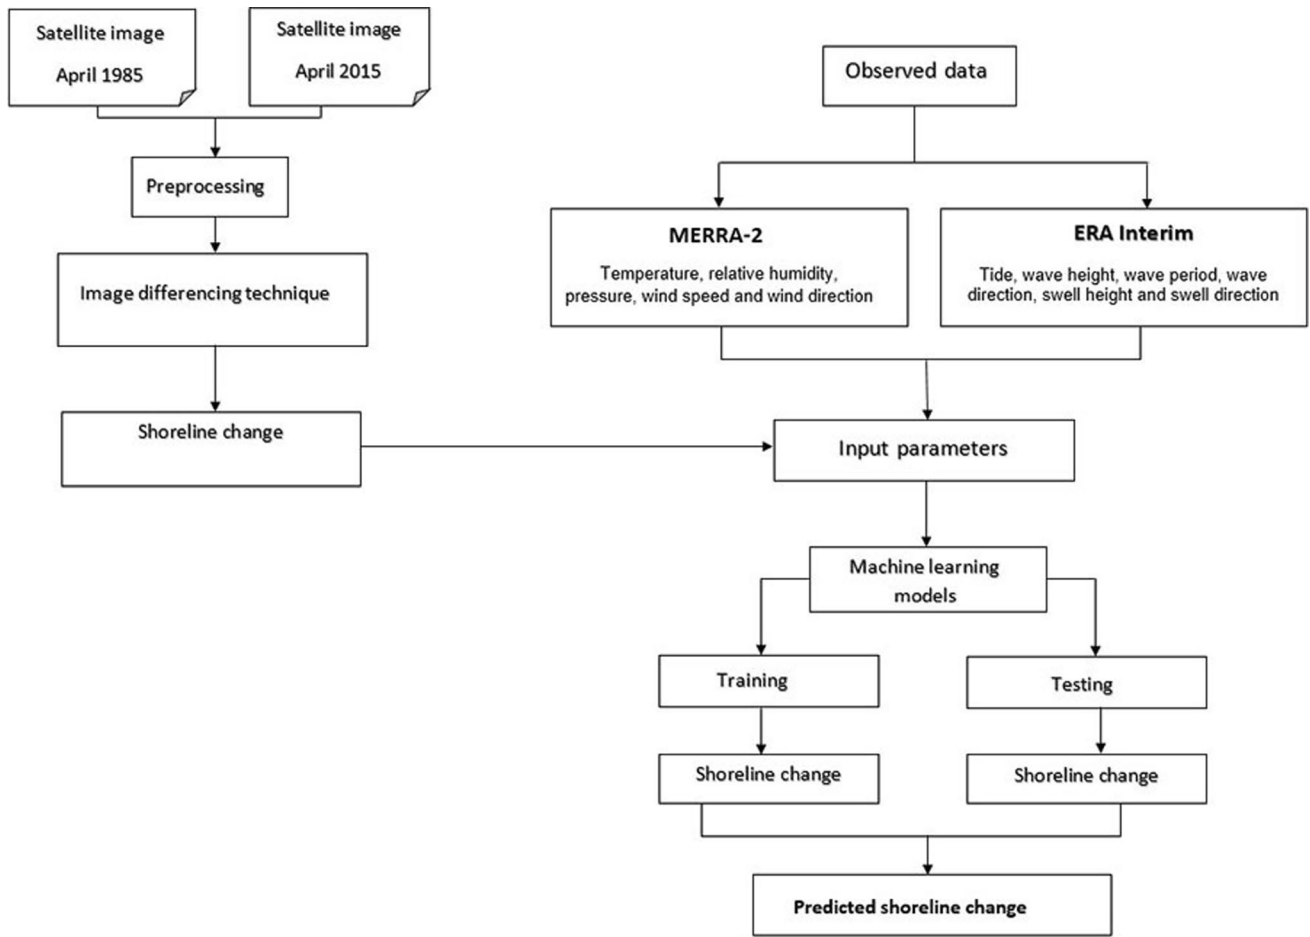 Satellite image
April 1985
Satellite image
April 2015
Observed data
Preprocessing
MERRA-2
Temperature, relative humidity,
pressure, wind speed and wind direction
ERA Interim
Tide, wave height, wave period, wave
direction, swell height and swell direction
Image differencing technique
Shoreline change
Input parameters
Machine learning
models
Training
Testing
Shoreline change
Shoreline change
Predicted shoreline change